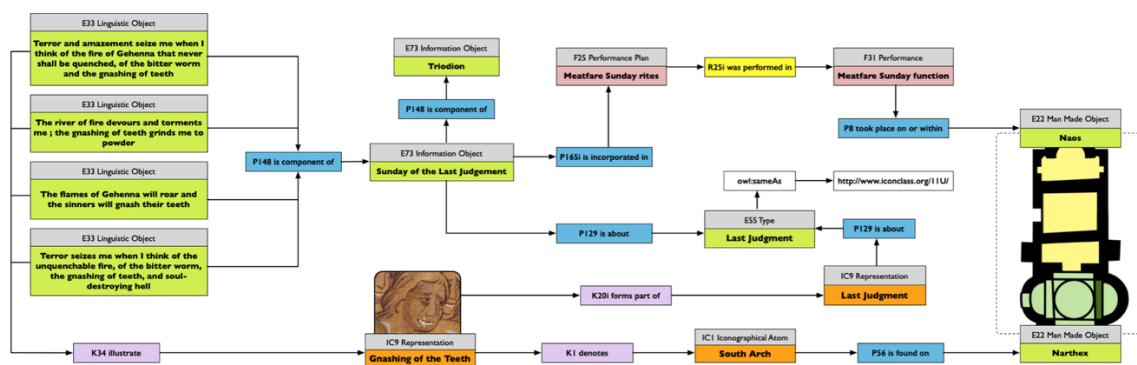 E33 Linguistic Object
Terror and amazement seize me when I
think of the fire of Gehenna that never
shall be quenched, of the bitter worm
and the gnashing of teeth
E33 Linguistic Object
The river of fire devours and torments
me ; the gnashing of teeth grinds me to
powder
E33 Linguistic Object
The flames of Gehenna will roar and
the sinners will gnash their teeth
E33 Linguistic Object
Terror seizes me when I think of the
unquenchable fire, of the bitter worm,
the gnashing of teeth, and soul-
destroying hell
P148 is component of
E73 Information Object
Triodion
P148 is component of
E73 Information Object
Sunday of the Last Judgement
F25 Performance Plan
Meatfare Sunday rites
R25i was performed in
F31 Performance
Meatfare Sunday function
P165i is incorporated in
P8 took place on or within
E22 Man Made Object
Naos
owl:sameAs
http://www.iconclass.org/11U/
P129 is about
E55 Type
Last Judgment
P129 is about
IC9 Representation
Last Judgment
K20i forms part of
K34 illustrate
IC9 Representation
Gnashing of the Teeth
K1 denotes
IC1 Iconographical Atom
South Arch
P56 is found on
E22 Man Made Object
Narthex